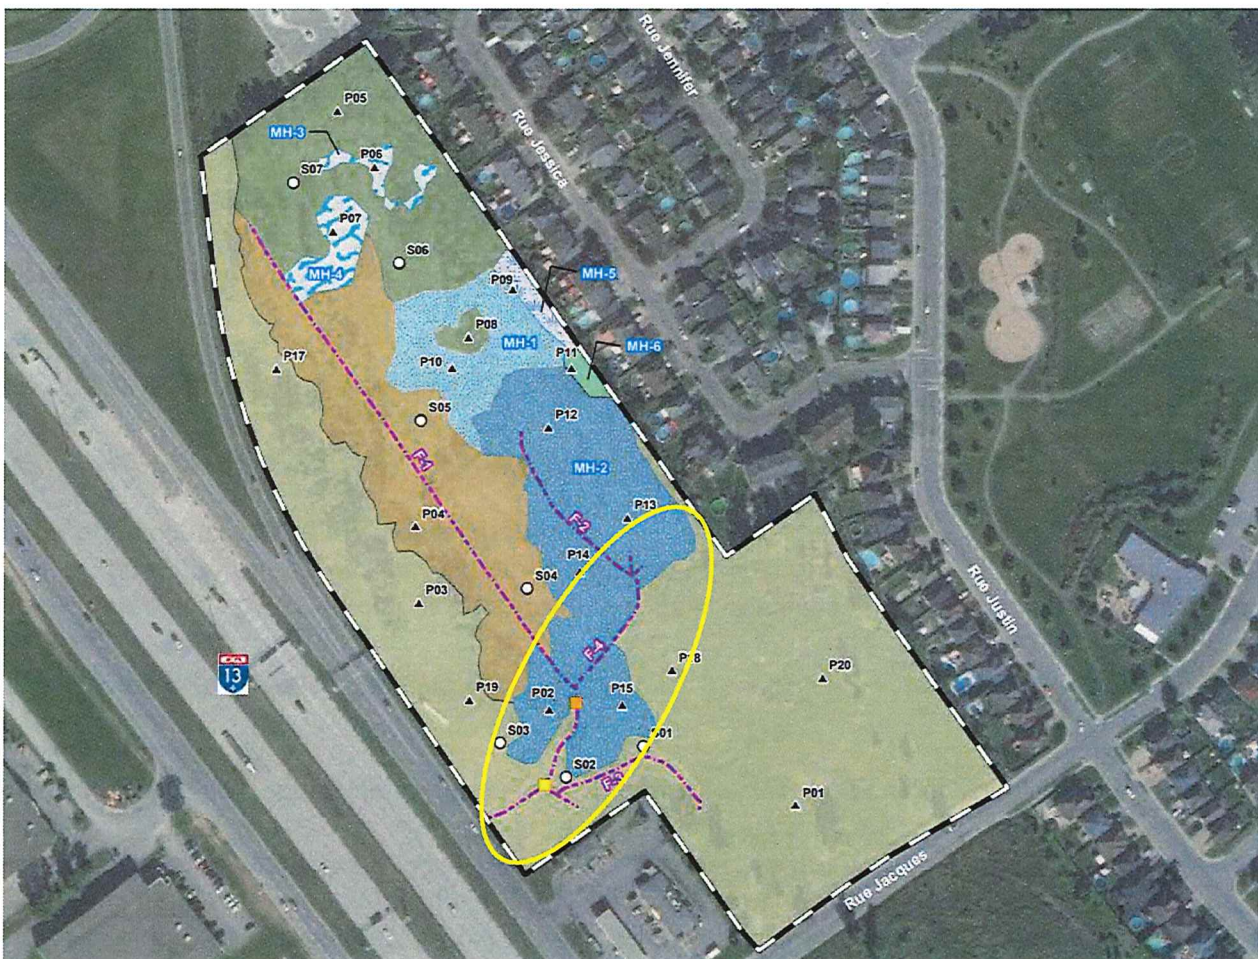 Rue Jennifer
P05
MH-3
P06
Rue Jessica
S07
P07
S06
MH-4
P09
MH-5
P08
MH-1
MH-6
P11
P10
P17
S05
P12
F-1
MH-2
P13
P04
F-2
P14
S04
P03
Rue Justin
F-4
P18
P20
13
P19
P02
P15
S03
S01
S02
F-3
P01
Rue Jacques